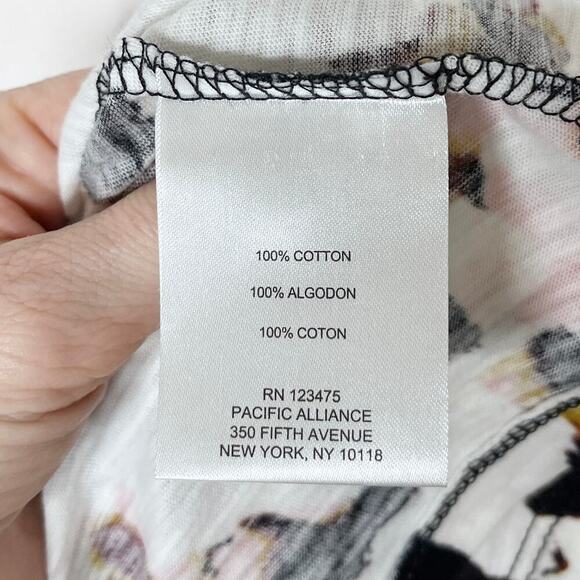 100% COTTON
100% ALGODON
100% COTON
RN 123475
PACIFIC ALLIANCE
350 FIFTH AVENUE
NEW YORK, NY 10118